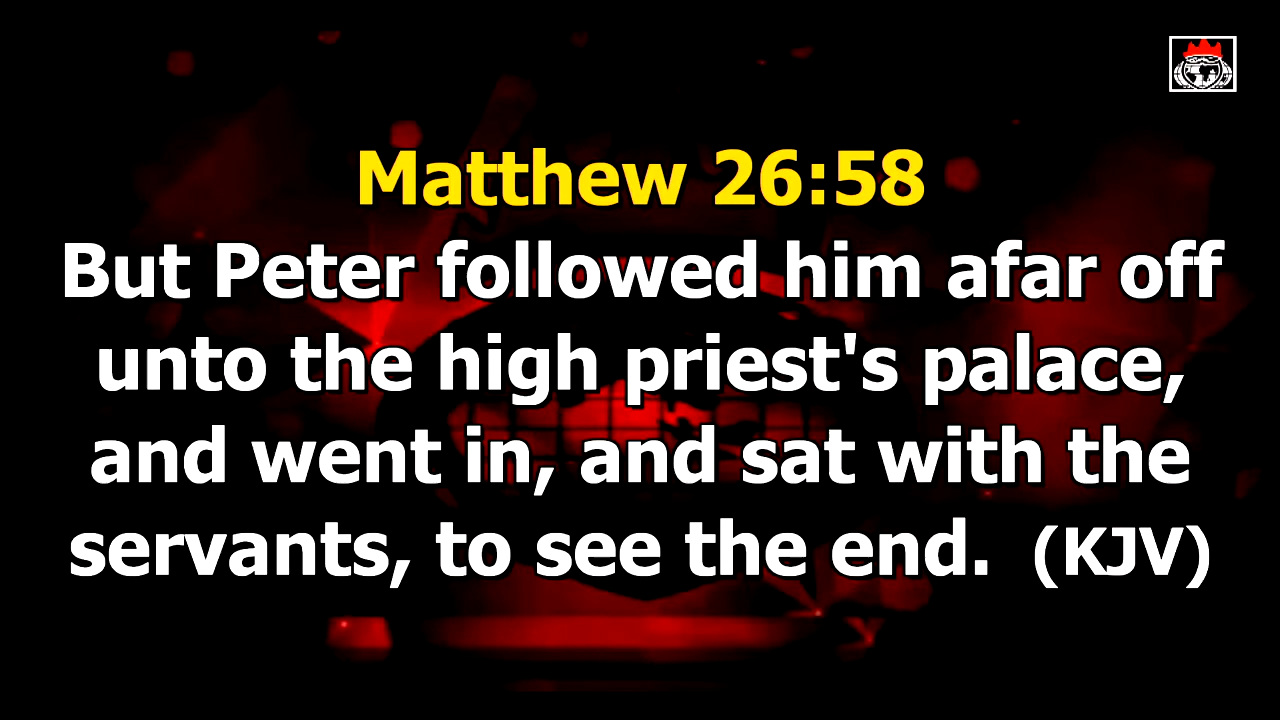 Matthew 26:58
But Peter followed him afar off
unto the high priest's palace,
and went in, and sat with the
servants, to see the end. (KJV)